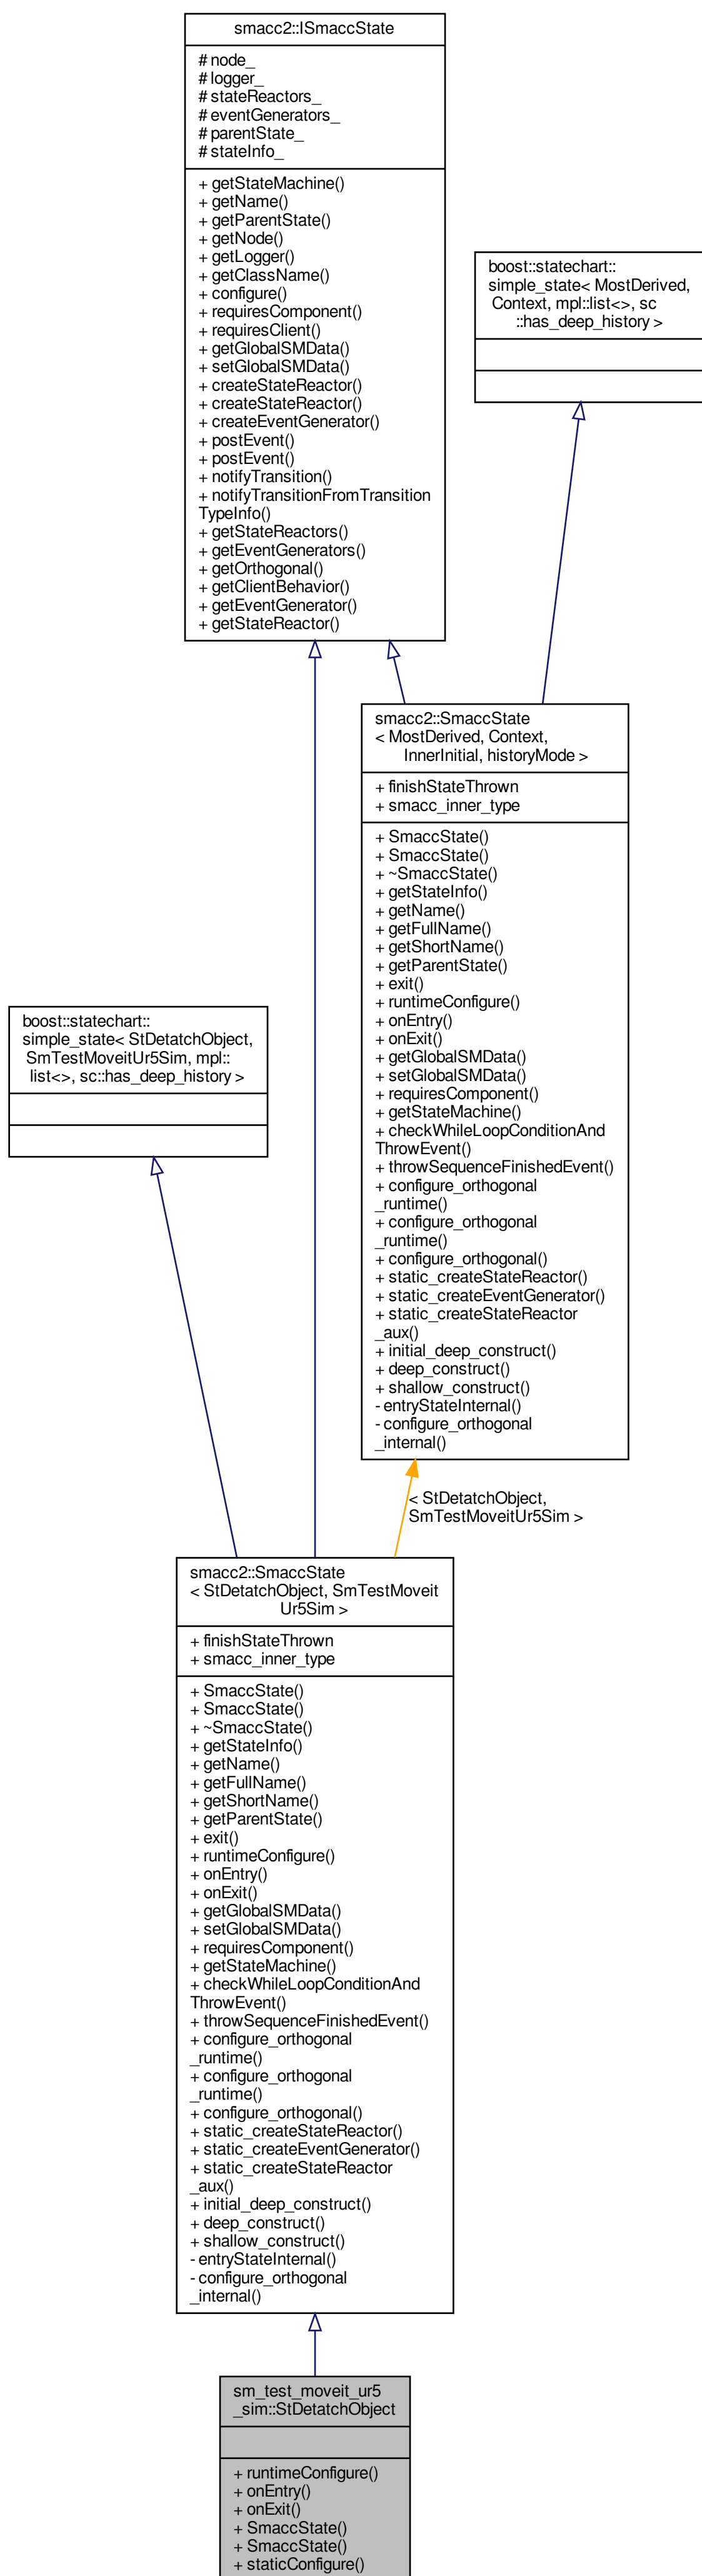 smacc2::ISmaccState
# node_
# logger_
# stateReactors_
# eventGenerators_
# parentState_
# stateInfo_
+ getStateMachine()
+ getName()
+ getParentState()
+ getNode()
+ getLogger()
+ getClassName()
+ configure()
+ requiresComponent()
+ requiresClient()
+ getGlobalSMData()
+ setGlobalSMData()
+ createStateReactor()
+ createStateReactor()
+ createEventGenerator()
+ postEvent()
+ postEvent()
+ notifyTransition()
+ notifyTransitionFromTransition
TypeInfo()
+ getStateReactors()
+ getEventGenerators()
+ getOrthogonal()
+ getClientBehavior()
+ getEventGenerator()
+ getStateReactor()
boost::statechart::
simple_state< MostDerived,
Context, mpl::list<>, sc
::has_deep_history >
smacc2::SmaccState
< MostDerived, Context,
InnerInitial, historyMode >
+ finishStateThrown
+ smacc_inner_type
+ SmaccState()
+ SmaccState()
+ ~SmaccState()
+ getStateInfo()
+ getName()
+ getFullName()
+ getShortName()
+ getParentState()
+ exit()
+ runtimeConfigure()
+ onEntry()
+ onExit()
+ getGlobalSMData()
+ setGlobalSMData()
+ requiresComponent()
+ getStateMachine()
+ checkWhileLoopConditionAnd
ThrowEvent()
+ throwSequenceFinishedEvent()
+ configure_orthogonal
_runtime()
+ configure_orthogonal
_runtime()
+ configure_orthogonal()
+ static_createStateReactor()
+ static_createEventGenerator()
+ static_createStateReactor
_aux()
+ initial_deep_construct()
+ deep_construct()
+ shallow_construct()
- entryStateInternal()
- configure_orthogonal
_internal()
boost::statechart::
simple_state< StDetatchObject,
SmTestMoveitUr5Sim, mpl::
list<>, sc::has_deep_history >
< StDetatchObject,
SmTestMoveitUr5Sim >
smacc2::SmaccState
< StDetatchObject, SmTestMoveit
Ur5Sim >
+ finishStateThrown
+ smacc_inner_type
+ SmaccState()
+ SmaccState()
+ ~SmaccState()
+ getStateInfo()
+ getName()
+ getFullName()
+ getShortName()
+ getParentState()
+ exit()
+ runtimeConfigure()
+ onEntry()
+ onExit()
+ getGlobalSMData()
+ setGlobalSMData()
+ requiresComponent()
+ getStateMachine()
+ checkWhileLoopConditionAnd
ThrowEvent()
+ throwSequenceFinishedEvent()
+ configure_orthogonal
_runtime()
+ configure_orthogonal
_runtime()
+ configure_orthogonal()
+ static_createStateReactor()
+ static_createEventGenerator()
+ static_createStateReactor
_aux()
+ initial_deep_construct()
+ deep_construct()
+ shallow_construct()
- entryStateInternal()
- configure_orthogonal
_internal()
sm_test_moveit_ur5
_sim::StDetatchObject
+ runtimeConfigure()
+ onEntry()
+ onExit()
+ SmaccState()
+ SmaccState()
+ staticConfigure()